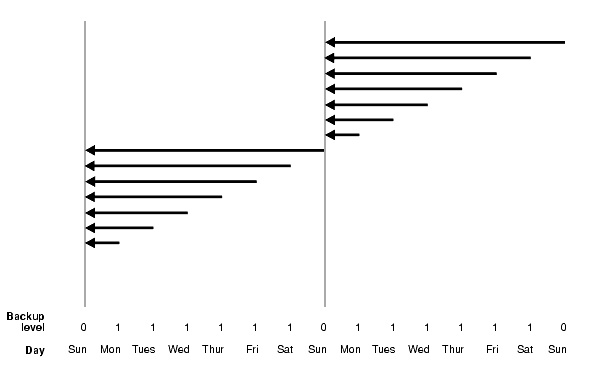 Backup
level 0 1 1 1 1 1 1 0 1 1 1 1 1 1 0
Day Sun Mon Tues Wed Thur Fri Sat Sun Mon Tues Wed Thur Fri Sat Sun